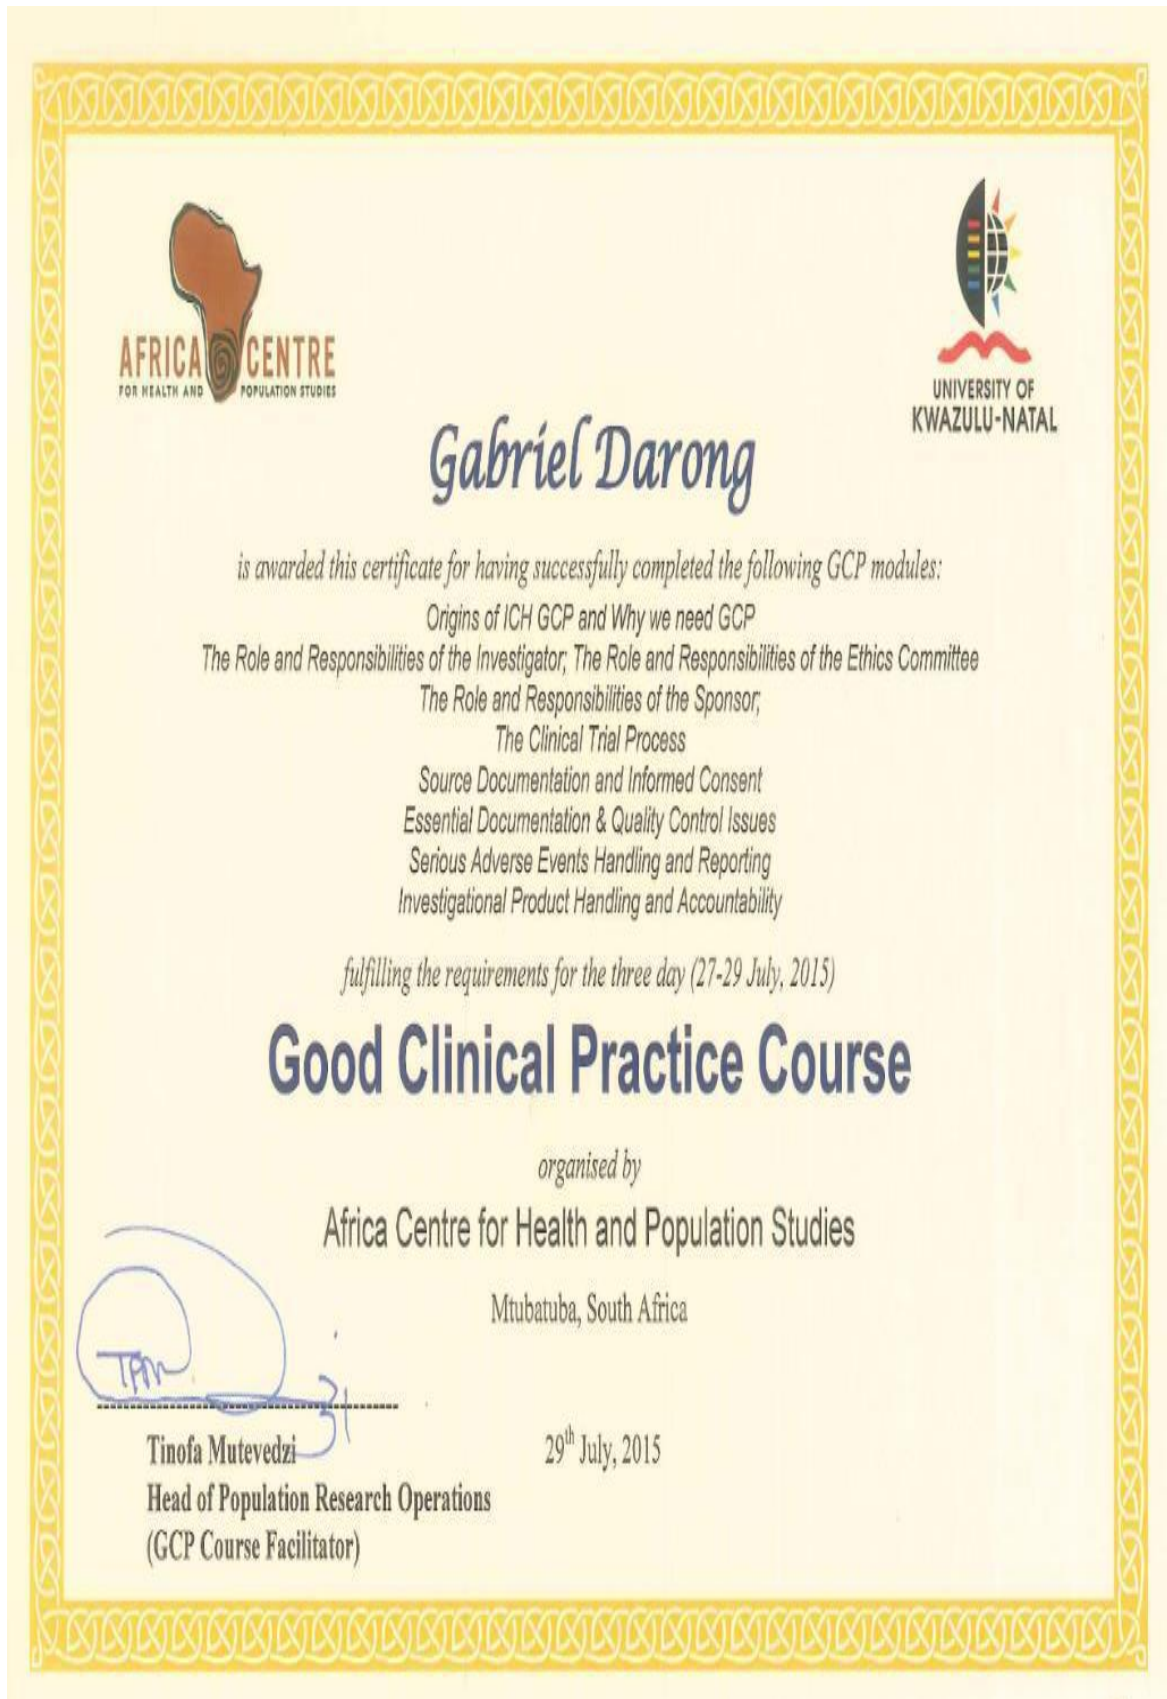 AFRICA CENTRE
FOR HEALTH AND POPULATION STUDIES
UNIVERSITY OF
KWAZULU-NATAL
Gabriel Darong
is awarded this certificate for having successfully completed the following GCP modules:
Origins of ICH GCP and Why we need GCP
The Role and Responsibilities of the Investigator; The Role and Responsibilities of the Ethics Committee
The Role and Responsibilities of the Sponsor;
The Clinical Trial Process
Source Documentation and Informed Consent
Essential Documentation & Quality Control Issues
Serious Adverse Events Handling and Reporting
Investigational Product Handling and Accountability
fulfilling the requirements for the three day (27-29 July, 2015)
Good Clinical Practice Course
organised by
Africa Centre for Health and Population Studies
Mtubatuba, South Africa
Tinofa Mutevedzi
29th July, 2015
Head of Population Research Operations
(GCP Course Facilitator)